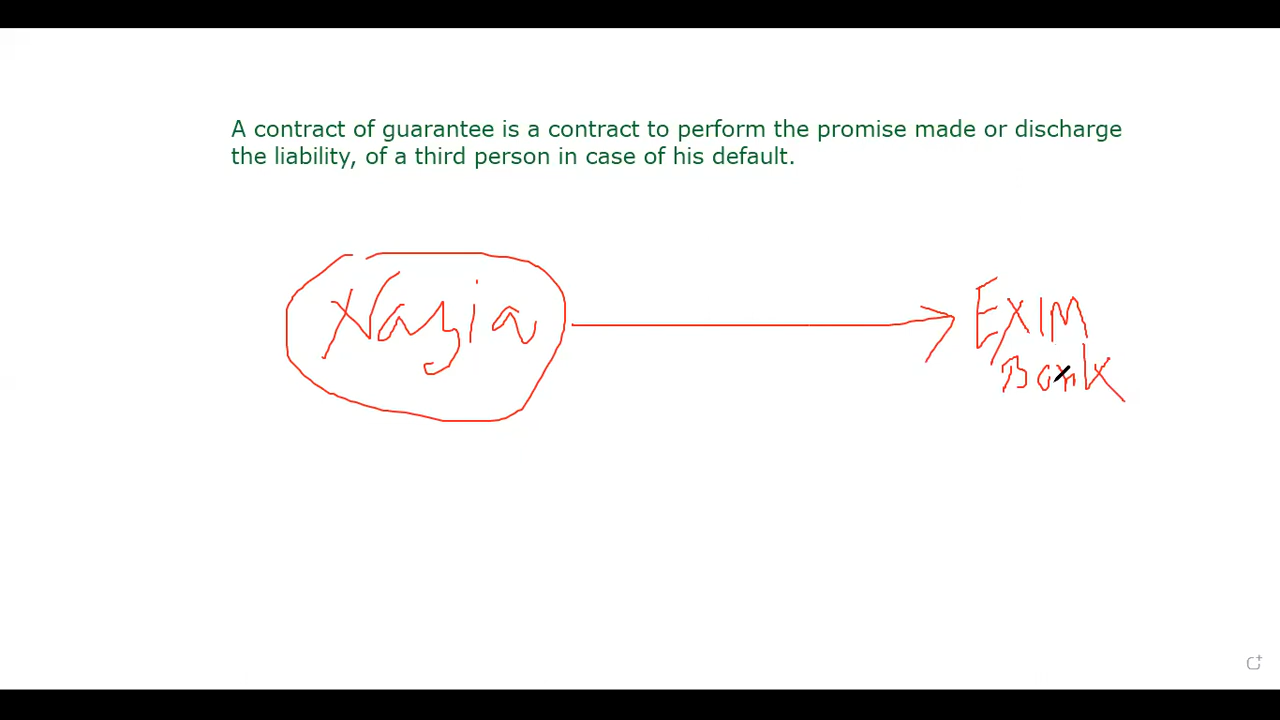 A contract of guarantee is a contract to perform the promise made or discharge
the liability, of a third person in case of his default.
Nazia
EXIM
Bank